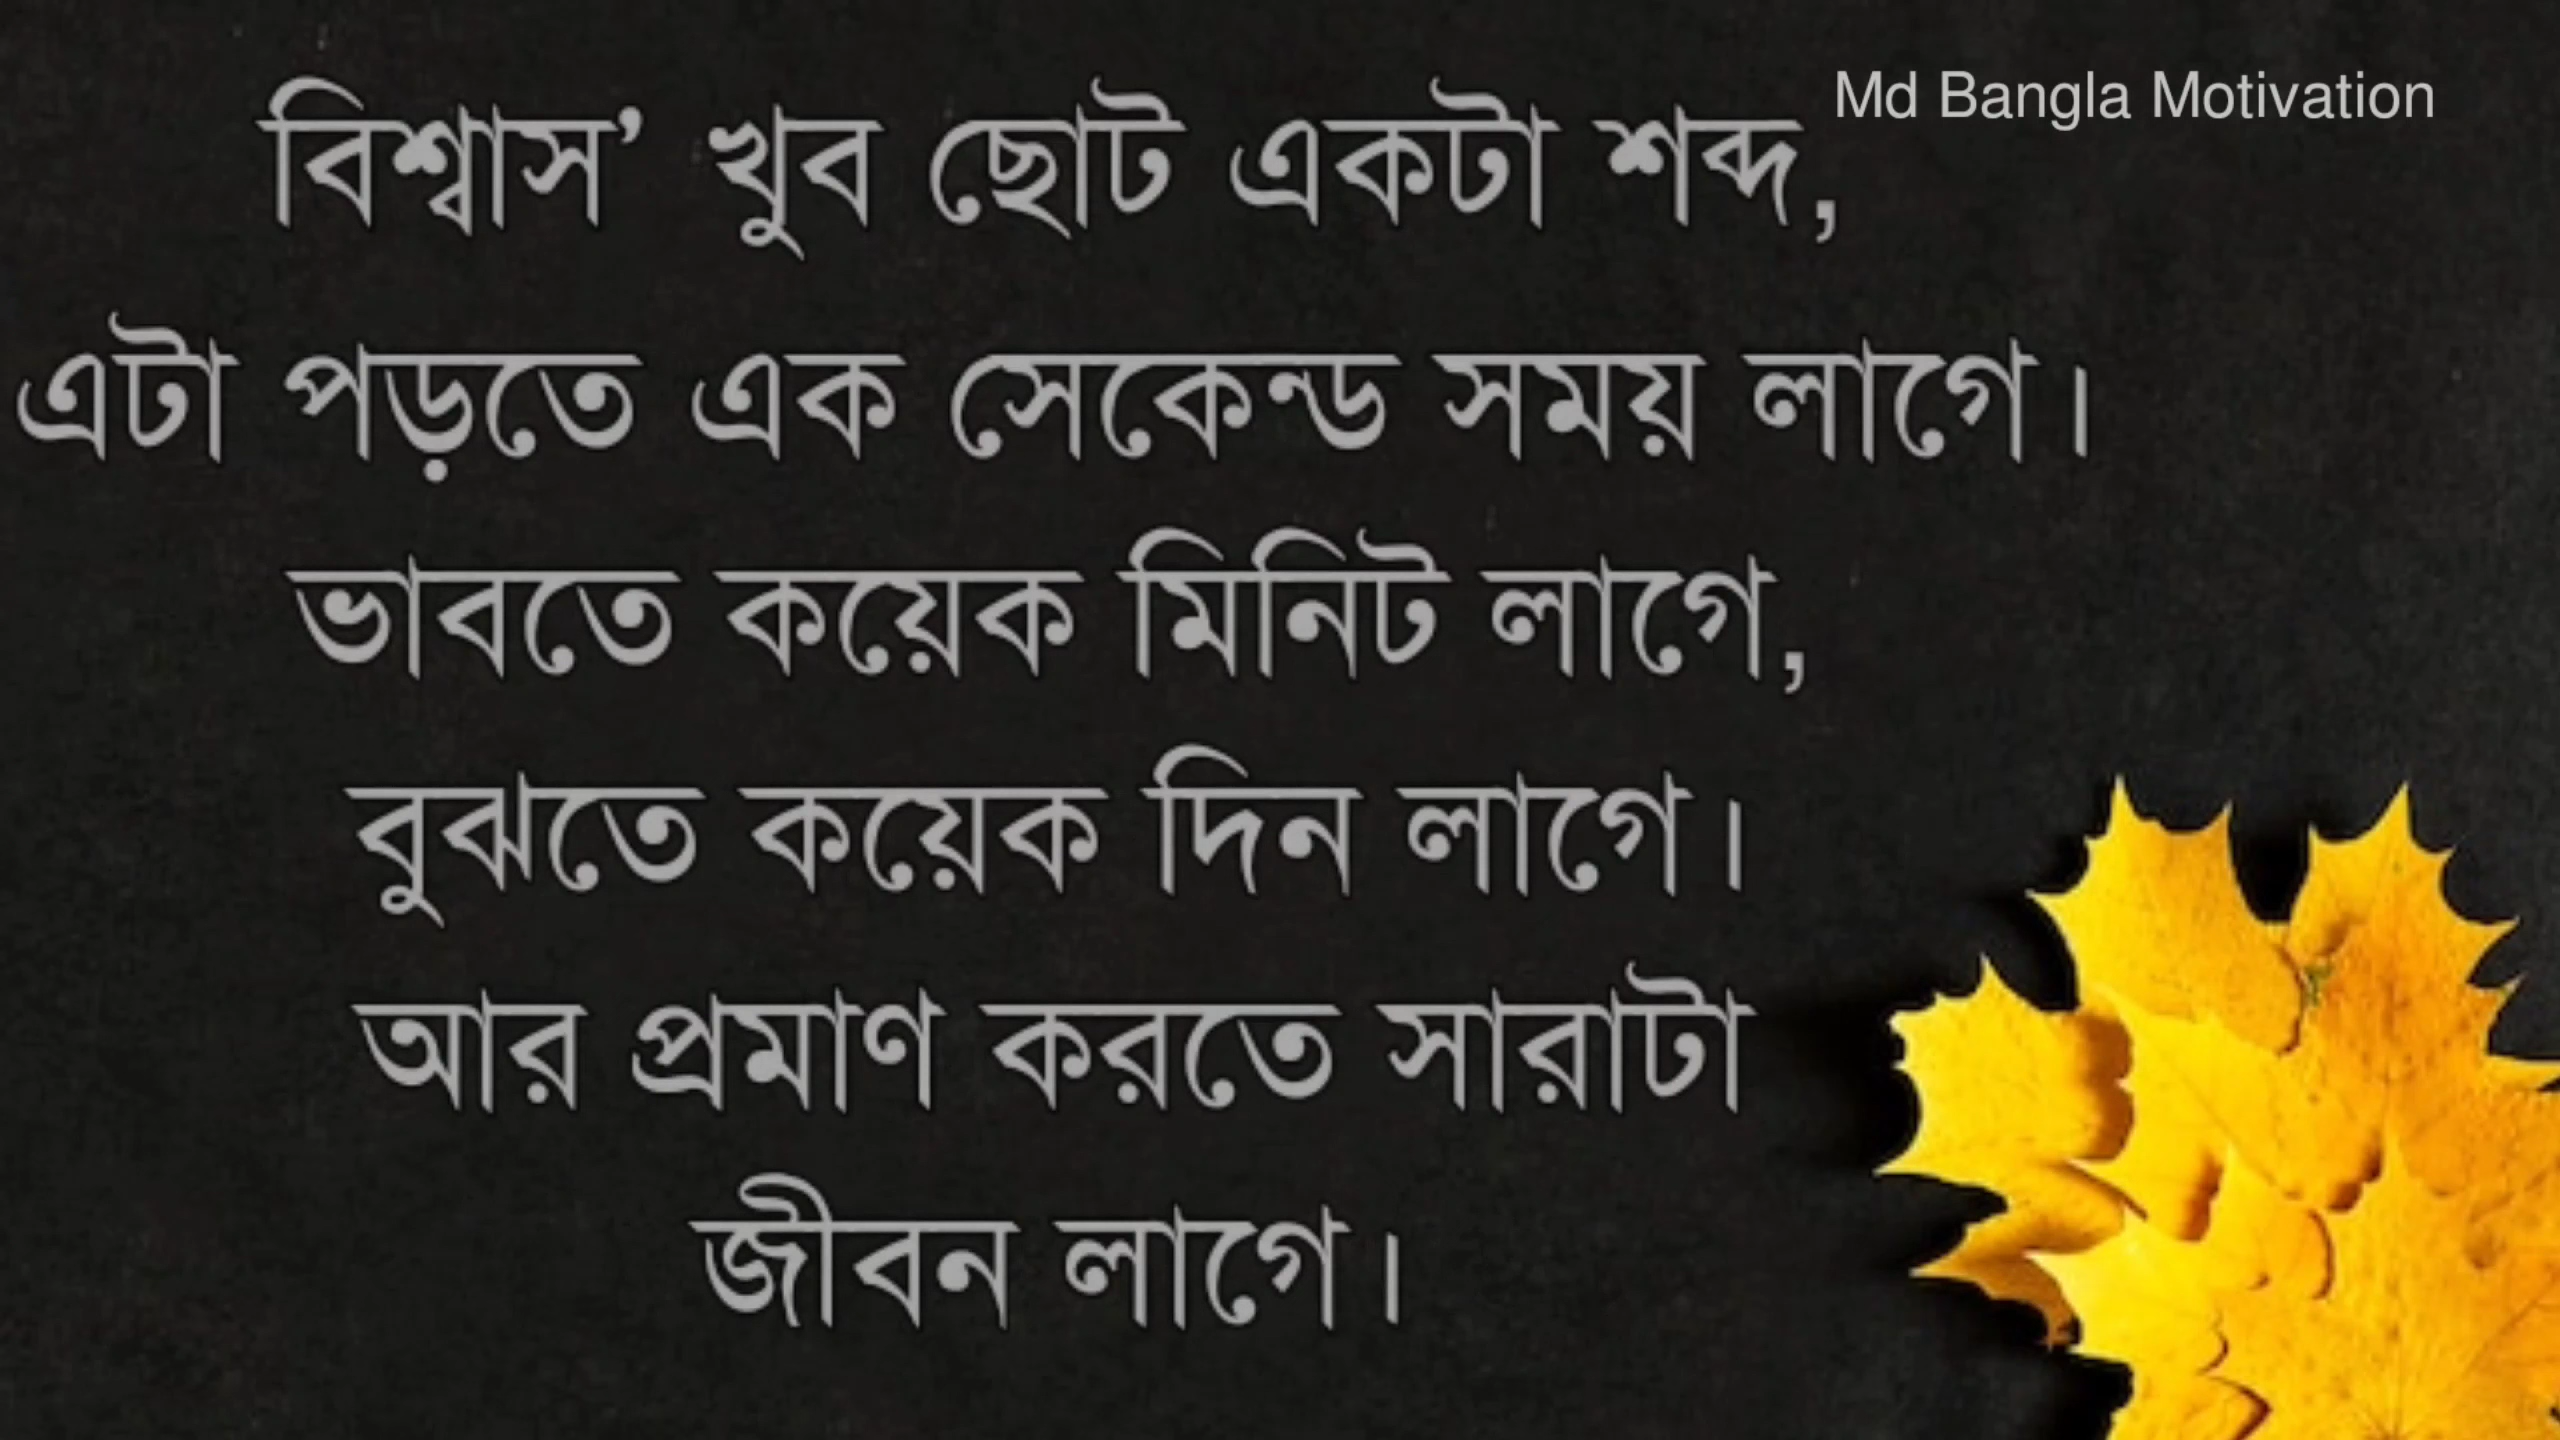 Md Bangla Motivation
বিশ্বাস’ খুব ছোট একটা শব্দ,
এটা পড়তে এক সেকেন্ড সময় লাগে।
ভাবতে কয়েক মিনিট লাগে,
বুঝতে কয়েক দিন লাগে।
আর প্রমাণ করতে সারাটা
জীবন লাগে।